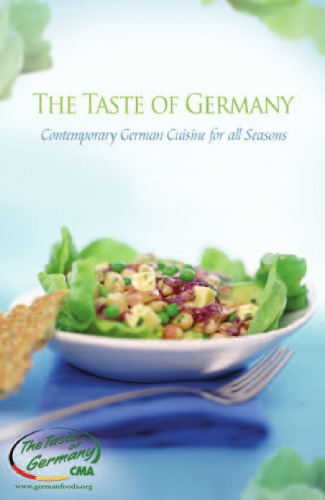 THE TASTE OF GERMANY
Contemporary German Cuisine for all Seasons
The Taste
of
Germany
CMA
www.germanfoods.org